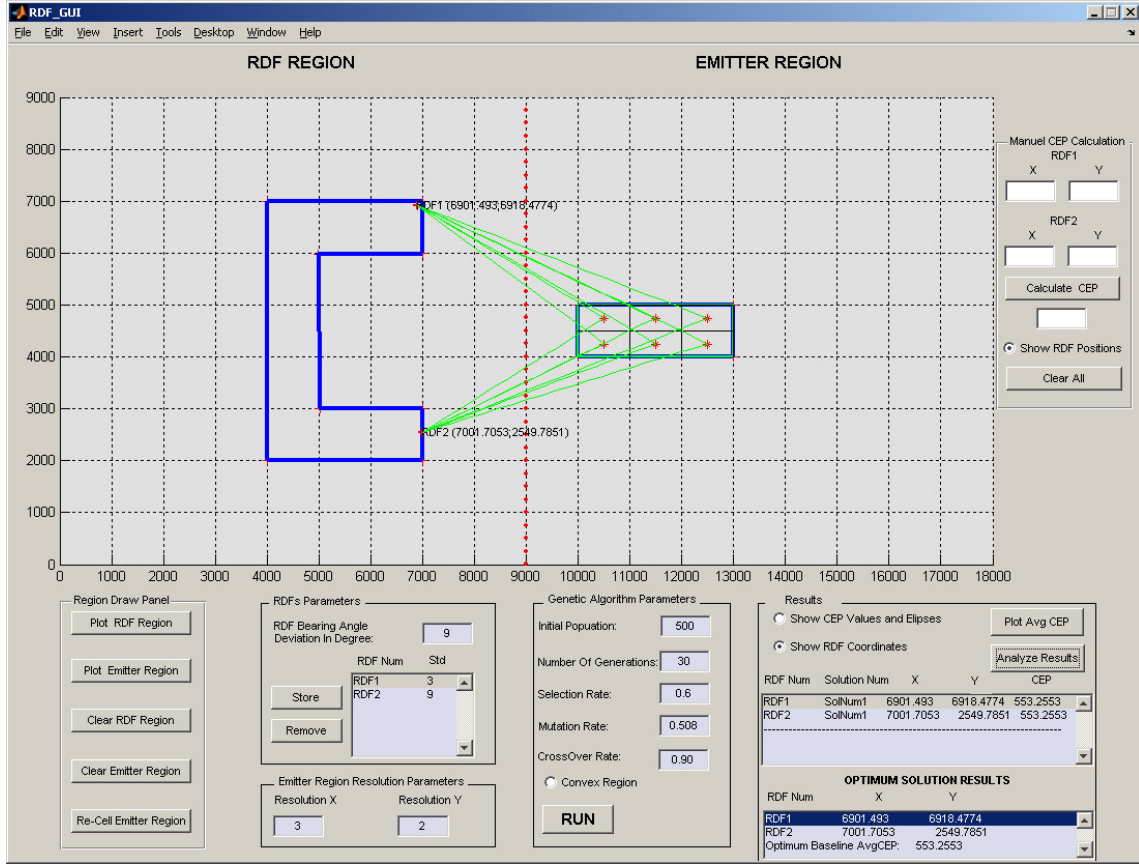 RDF_GUI
File Edit View Insert Tools Desktop Window Help
RDF REGION
EMITTER REGION
9000
8000
7000
6000
5000
4000
3000
2000
1000
0
0 1000 2000 3000 4000 5000 6000 7000 8000 9000 10000 11000 12000 13000 14000 15000 16000 17000 18000
RDF1 (6901.493;6918.4774)
RDF2 (7001.7053;2549.7851)
Manuel CEP Calculation
RDF1
X Y
RDF2
X Y
Calculate CEP
Show RDF Positions
Clear All
Region Draw Panel
Plot RDF Region
Plot Emitter Region
Clear RDF Region
Clear Emitter Region
Re-Cell Emitter Region
RDFs Parameters
RDF Bearing Angle
Deviation In Degree: 9
RDF Num Std
RDF1 3
RDF2 9
Store
Remove
Emitter Region Resolution Parameters
Resolution X Resolution Y
3 2
Genetic Algorithm Parameters
Initial Popuation: 500
Number Of Generations: 30
Selection Rate: 0.6
Mutation Rate: 0.508
CrossOver Rate: 0.90
Convex Region
RUN
Results
Show CEP Values and Elipses
Show RDF Coordinates
Plot Avg CEP
Analyze Results
RDF Num Solution Num X Y CEP
RDF1 SolNum1 6901.493 6918.4774 553.2553
RDF2 SolNum1 7001.7053 2549.7851 553.2553
OPTIMUM SOLUTION RESULTS
RDF Num X Y
RDF1 6901.493 6918.4774
RDF2 7001.7053 2549.7851
Optimum Baseline AvgCEP: 553.2553